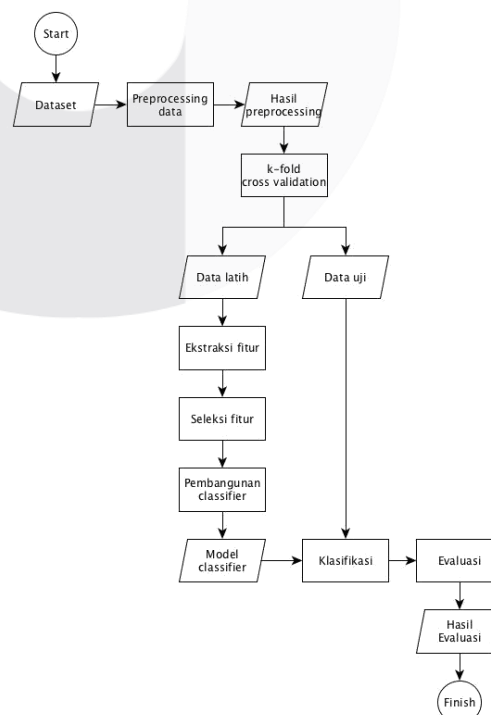 Start
Dataset
Preprocessing
data
Hasil
preprocessing
k-fold
cross validation
Data latih
Data uji
Ekstraksi fitur
Seleksi fitur
Pembangunan
classifier
Model
classifier
Klasifikasi
Evaluasi
Hasil
Evaluasi
Finish